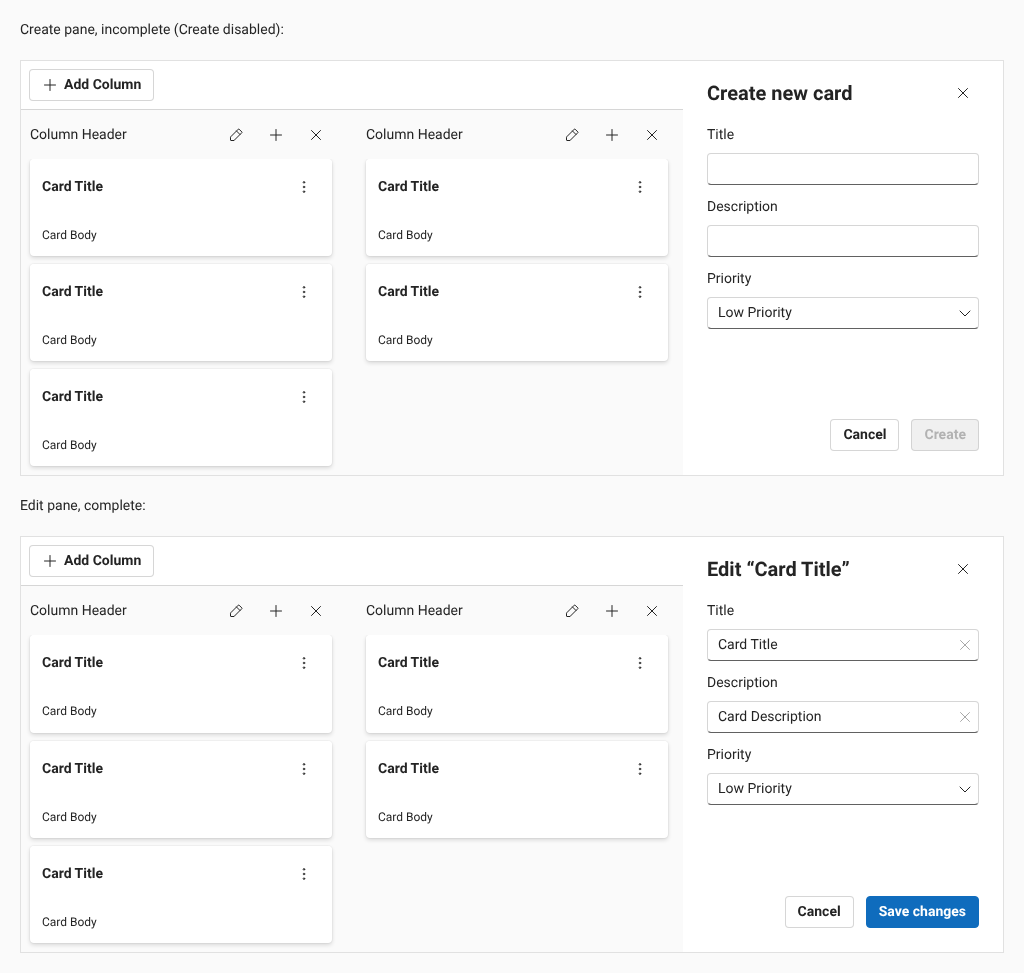 Create pane, incomplete (Create disabled):
Add Column
Column Header
Card Title
Card Body
Card Title
Card Body
Card Title
Card Body
Column Header
Card Title
Card Body
Card Title
Card Body
Create new card
Title
Description
Priority
Low Priority
Cancel
Create
Edit pane, complete:
Add Column
Column Header
Card Title
Card Body
Card Title
Card Body
Card Title
Card Body
Column Header
Card Title
Card Body
Card Title
Card Body
Edit “Card Title”
Title
Card Title
Description
Card Description
Priority
Low Priority
Cancel
Save changes